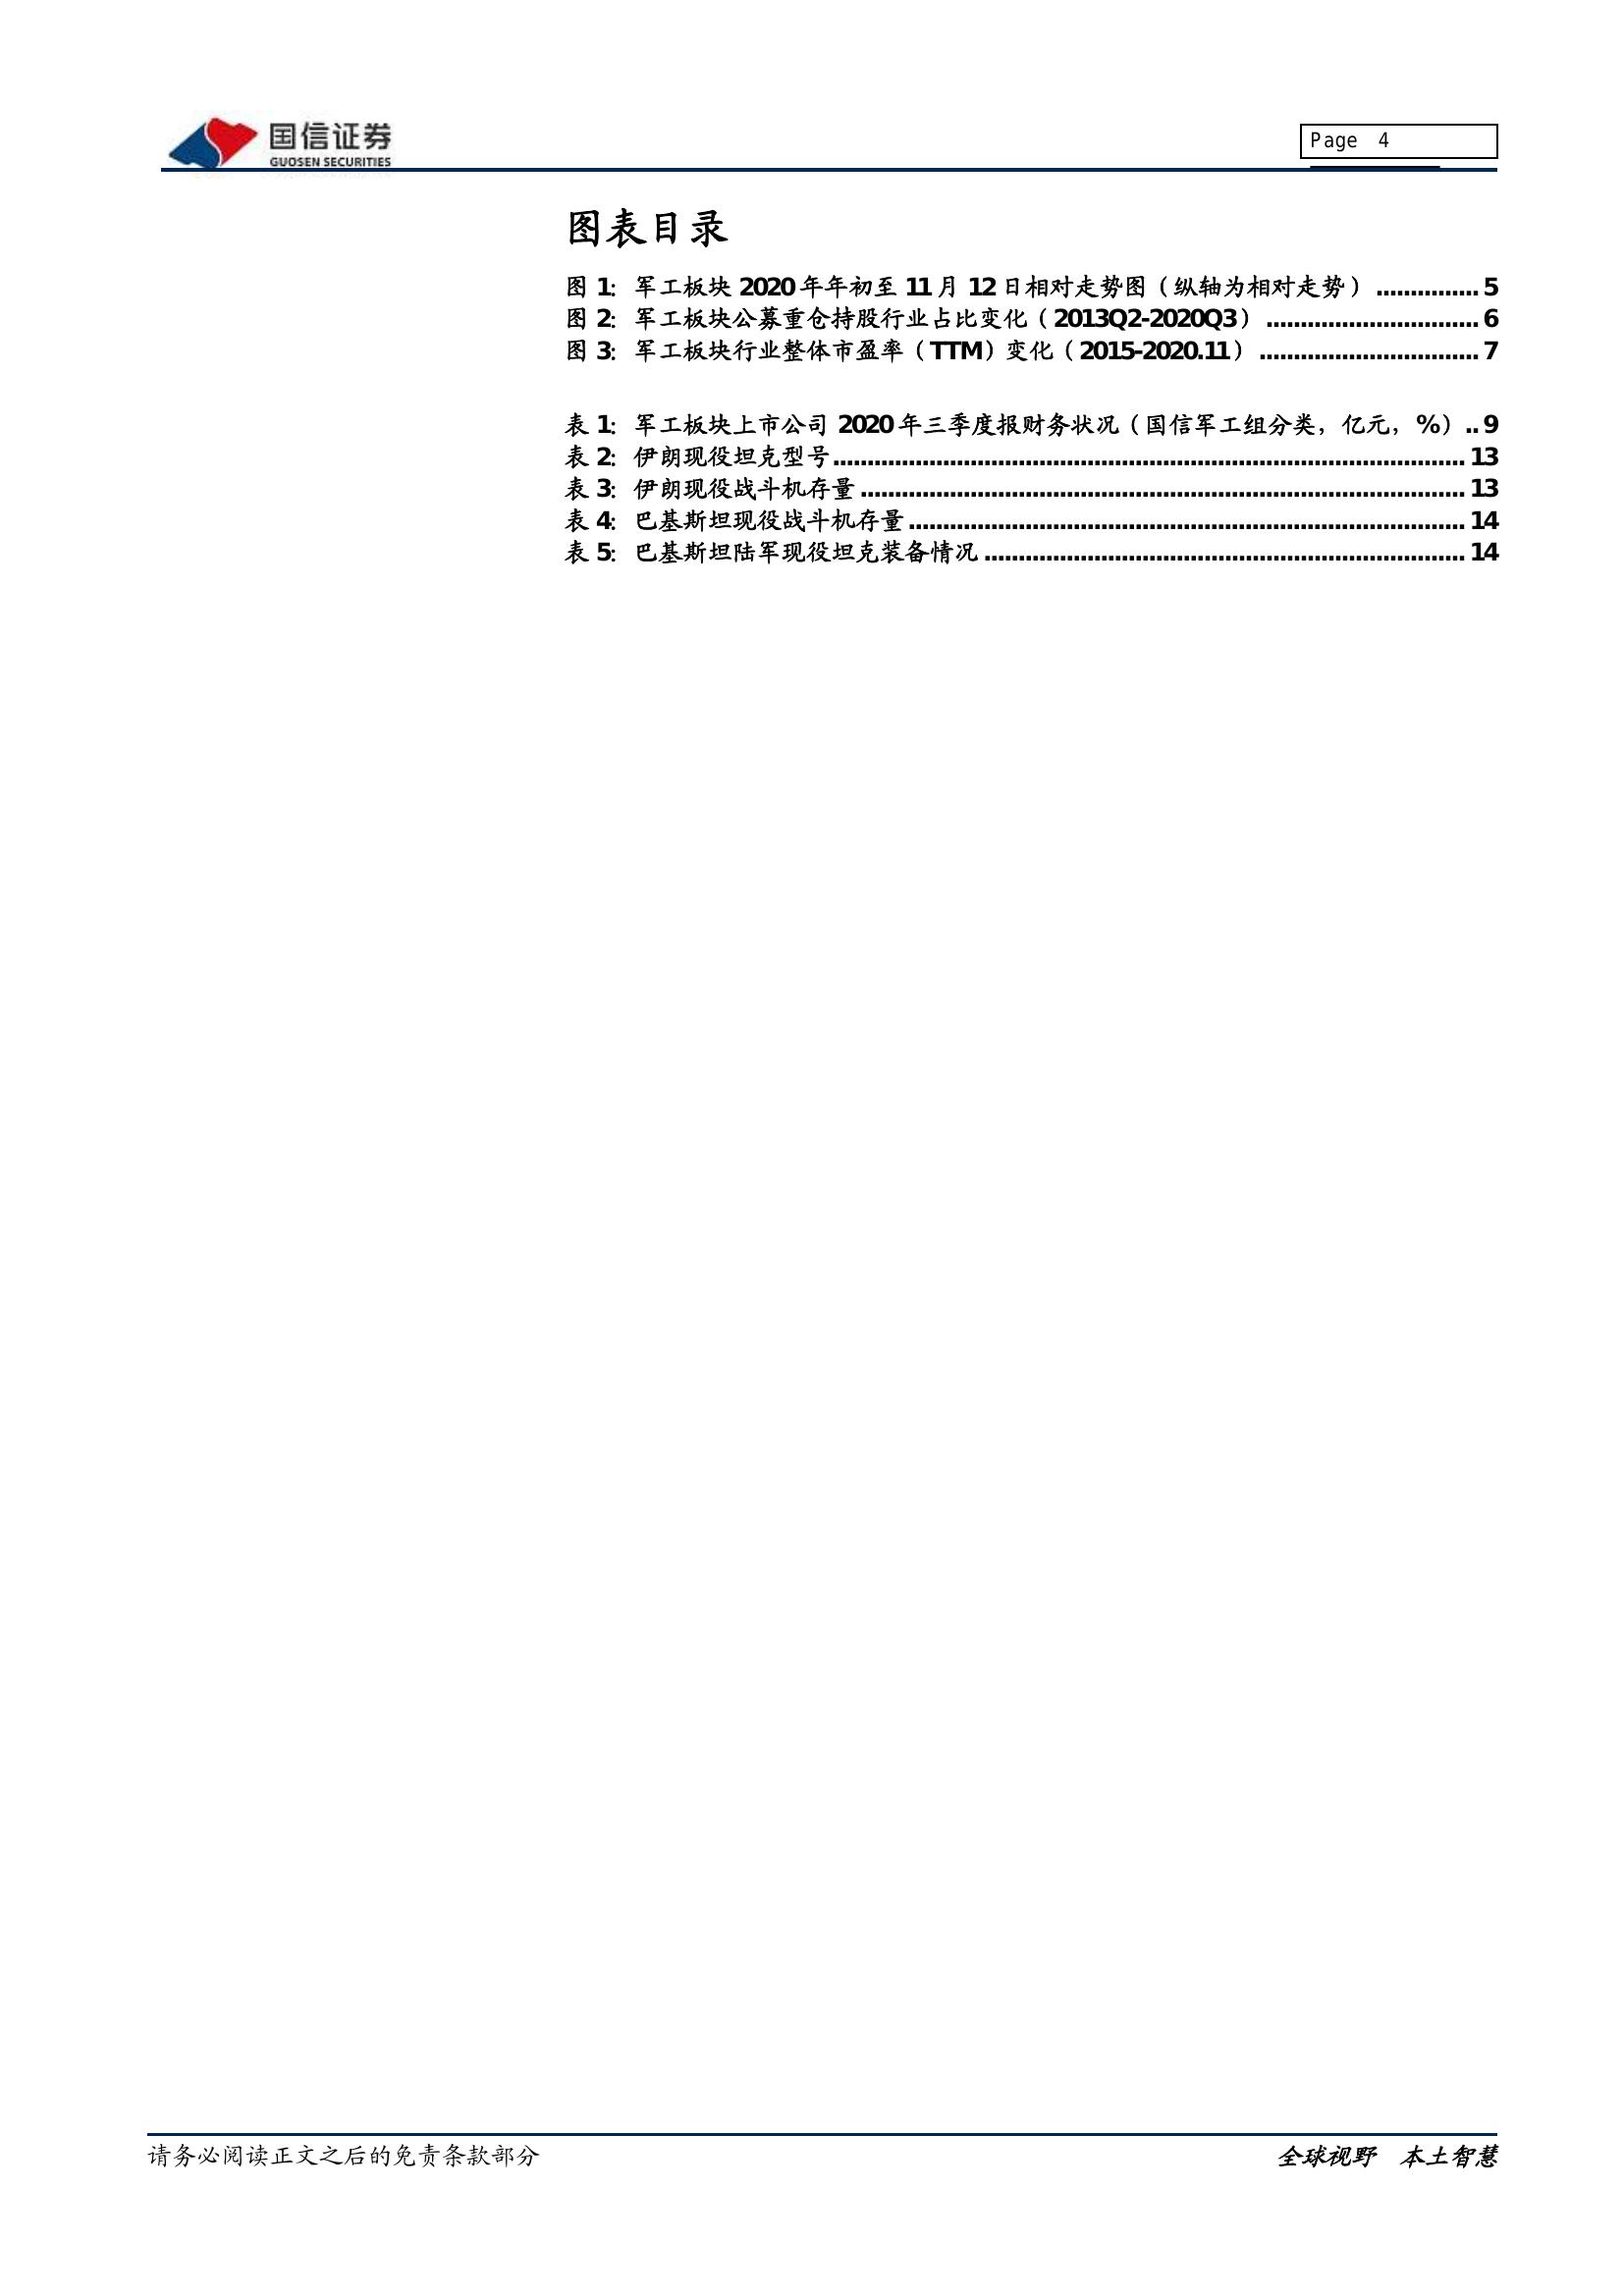 国信证券
GUOSEN SECURITIES
Page 4
图表目录
图 1: 军工板块 2020 年年初至 11 月 12 日相对走势图（纵轴为相对走势） ............... 5
图 2: 军工板块公募重仓持股行业占比变化（2013Q2-2020Q3） ............................... 6
图 3: 军工板块行业整体市盈率（TTM）变化（2015-2020.11） ................................ 7
表 1: 军工板块上市公司 2020 年三季度报财务状况（国信军工组分类，亿元，%） .. 9
表 2: 伊朗现役坦克型号............................................................................................ 13
表 3: 伊朗现役战斗机存量 ........................................................................................ 13
表 4: 巴基斯坦现役战斗机存量 ................................................................................. 14
表 5: 巴基斯坦陆军现役坦克装备情况 ...................................................................... 14
请务必阅读正文之后的免责条款部分
全球视野 本土智慧